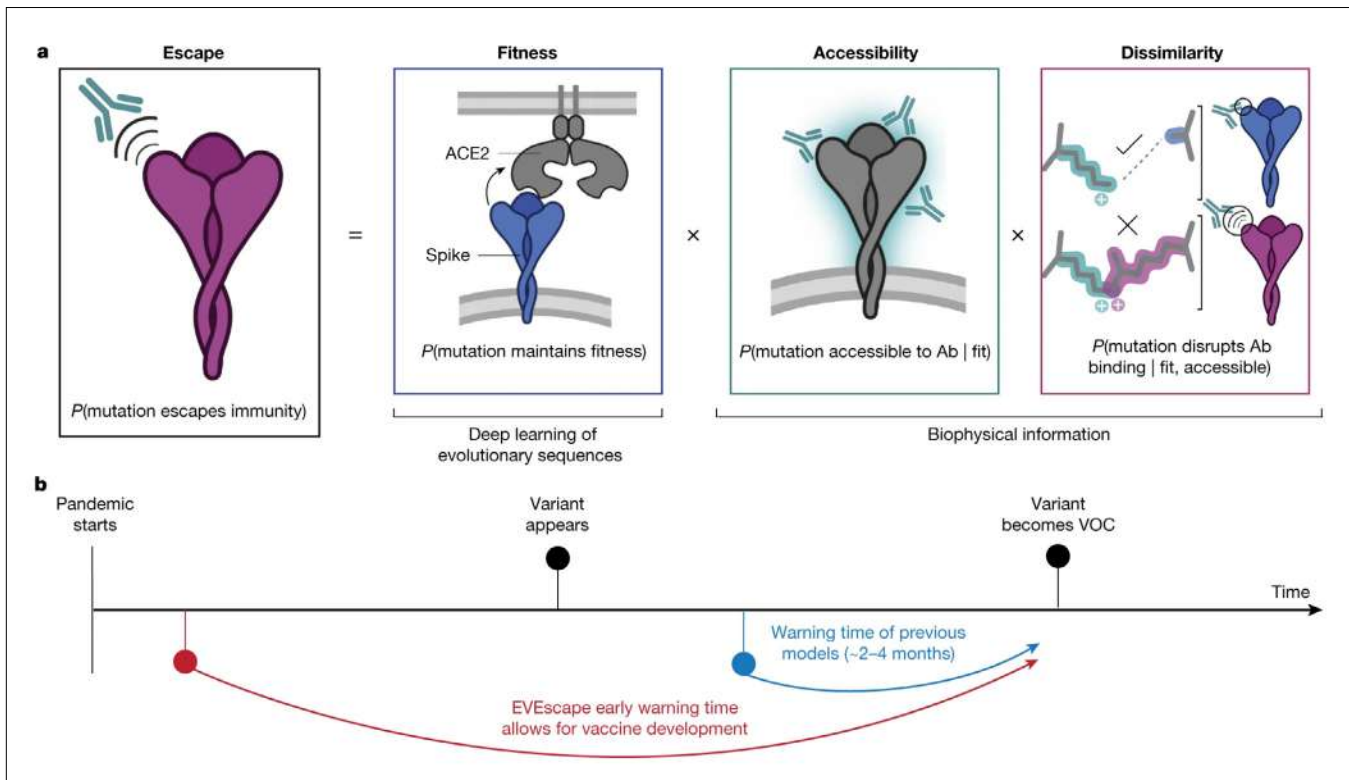 a
Escape
Fitness
Accessibility
Dissimilarity
ACE2
Spike
=
×
×
+
+ +
P(mutation escapes immunity)
P(mutation maintains fitness)
P(mutation accessible to Ab | fit)
P(mutation disrupts Ab
binding | fit, accessible)
Deep learning of
evolutionary sequences
Biophysical information
b
Pandemic
starts
Variant
appears
Variant
becomes VOC
Time
Warning time of previous
models (~2–4 months)
EVEscape early warning time
allows for vaccine development